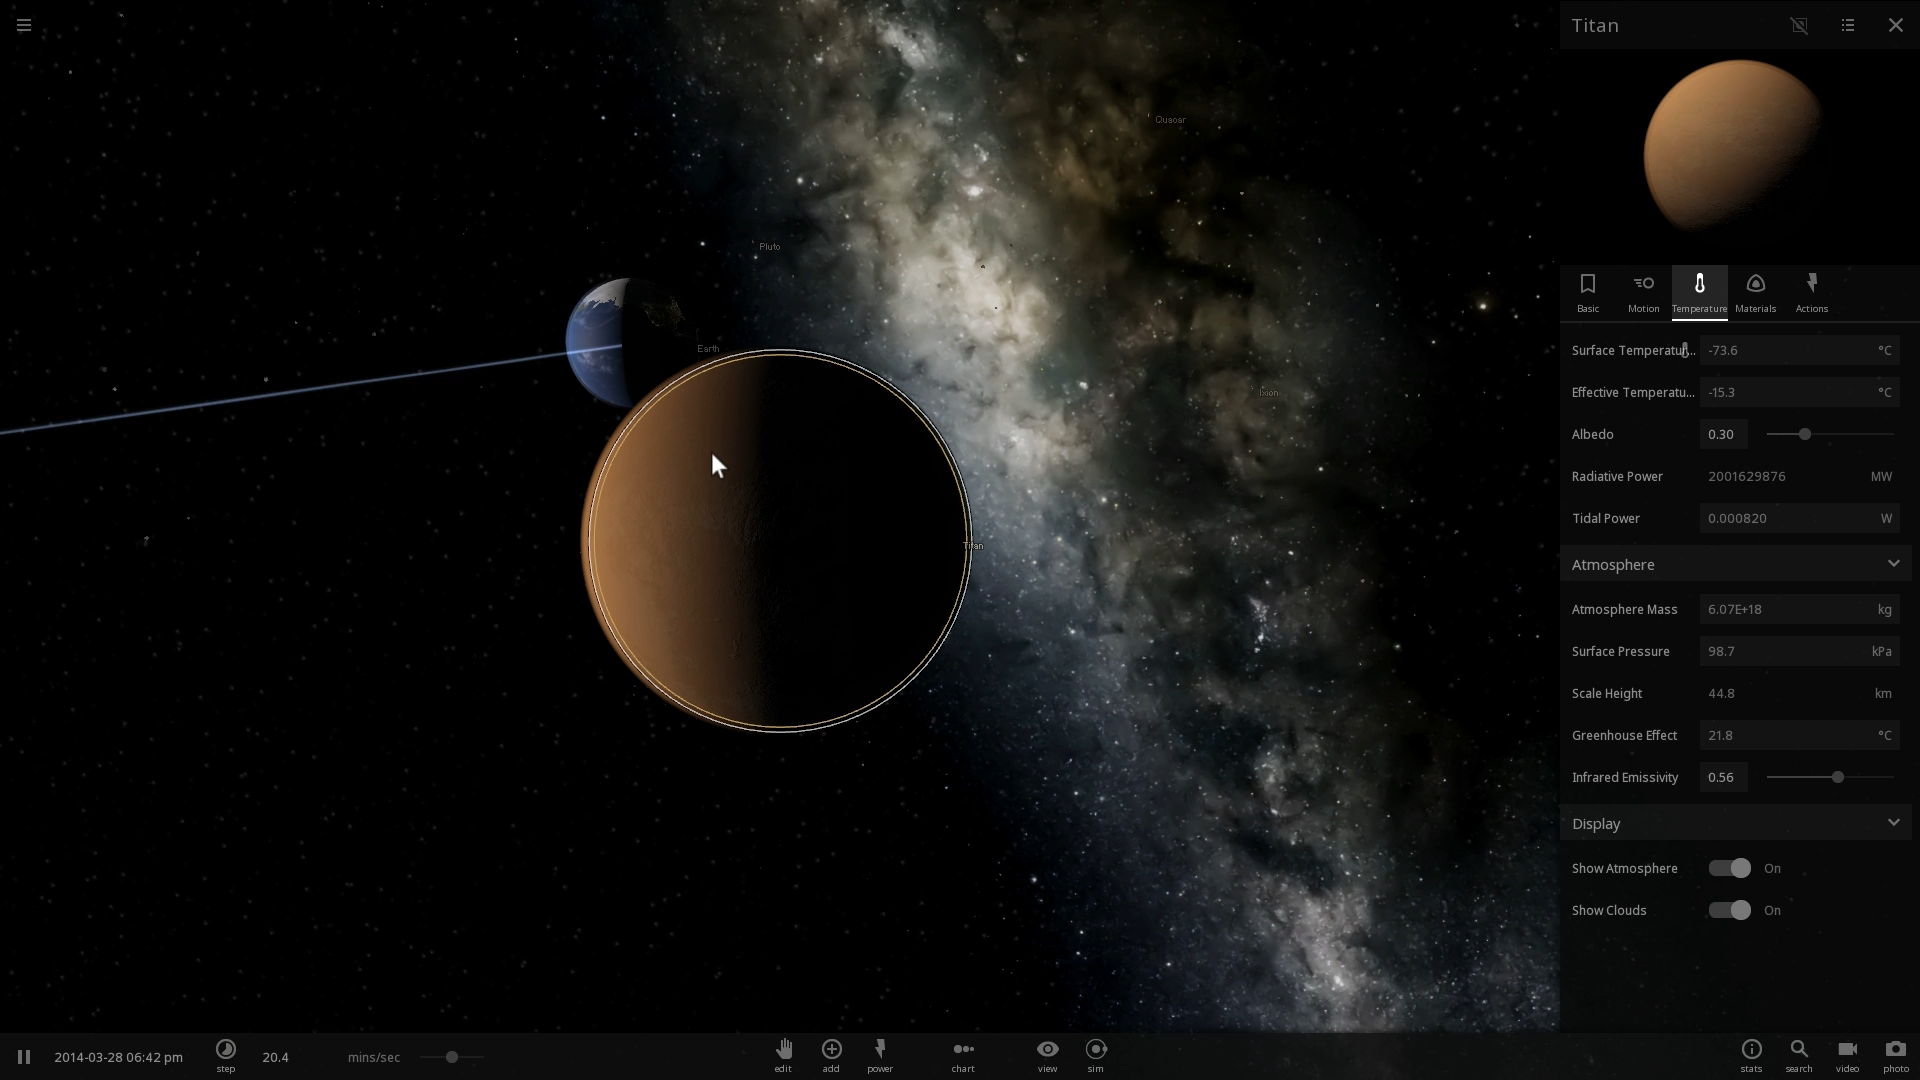 Titan
Quaoar
Pluto
Earth
Ixion
Titan
Basic
Motion
Temperature
Materials
Actions
Surface Temperatur... -73.6 °C
Effective Temperatu... -15.3 °C
Albedo 0.30
Radiative Power 2001629876 MW
Tidal Power 0.000820 W
Atmosphere
Atmosphere Mass 6.07E+18 kg
Surface Pressure 98.7 kPa
Scale Height 44.8 km
Greenhouse Effect 21.8 °C
Infrared Emissivity 0.56
Display
Show Atmosphere On
Show Clouds On
2014-03-28 06:42 pm
step
20.4 mins/sec
edit
add
power
chart
view
sim
stats
search
video
photo